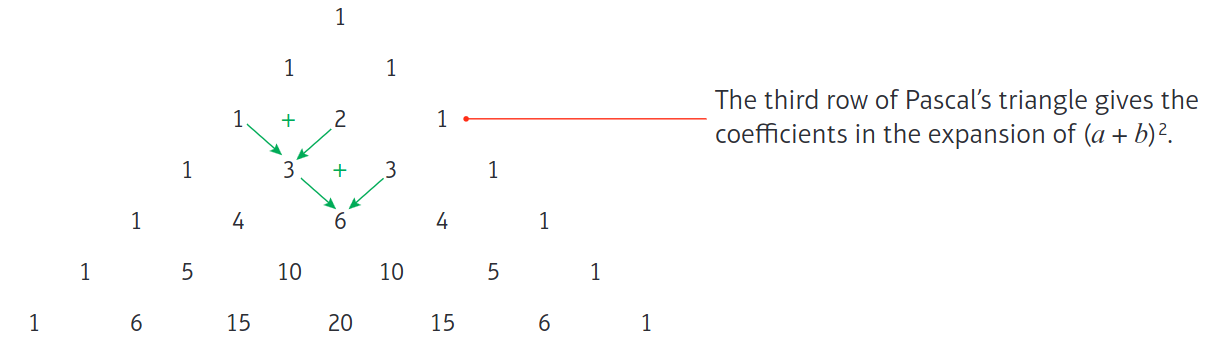 1
1 1
1 + 2 1
The third row of Pascal's triangle gives the
coefficients in the expansion of (a + b)².
1 3 + 3 1
1 4 6 4 1
1 5 10 10 5 1
1 6 15 20 15 6 1